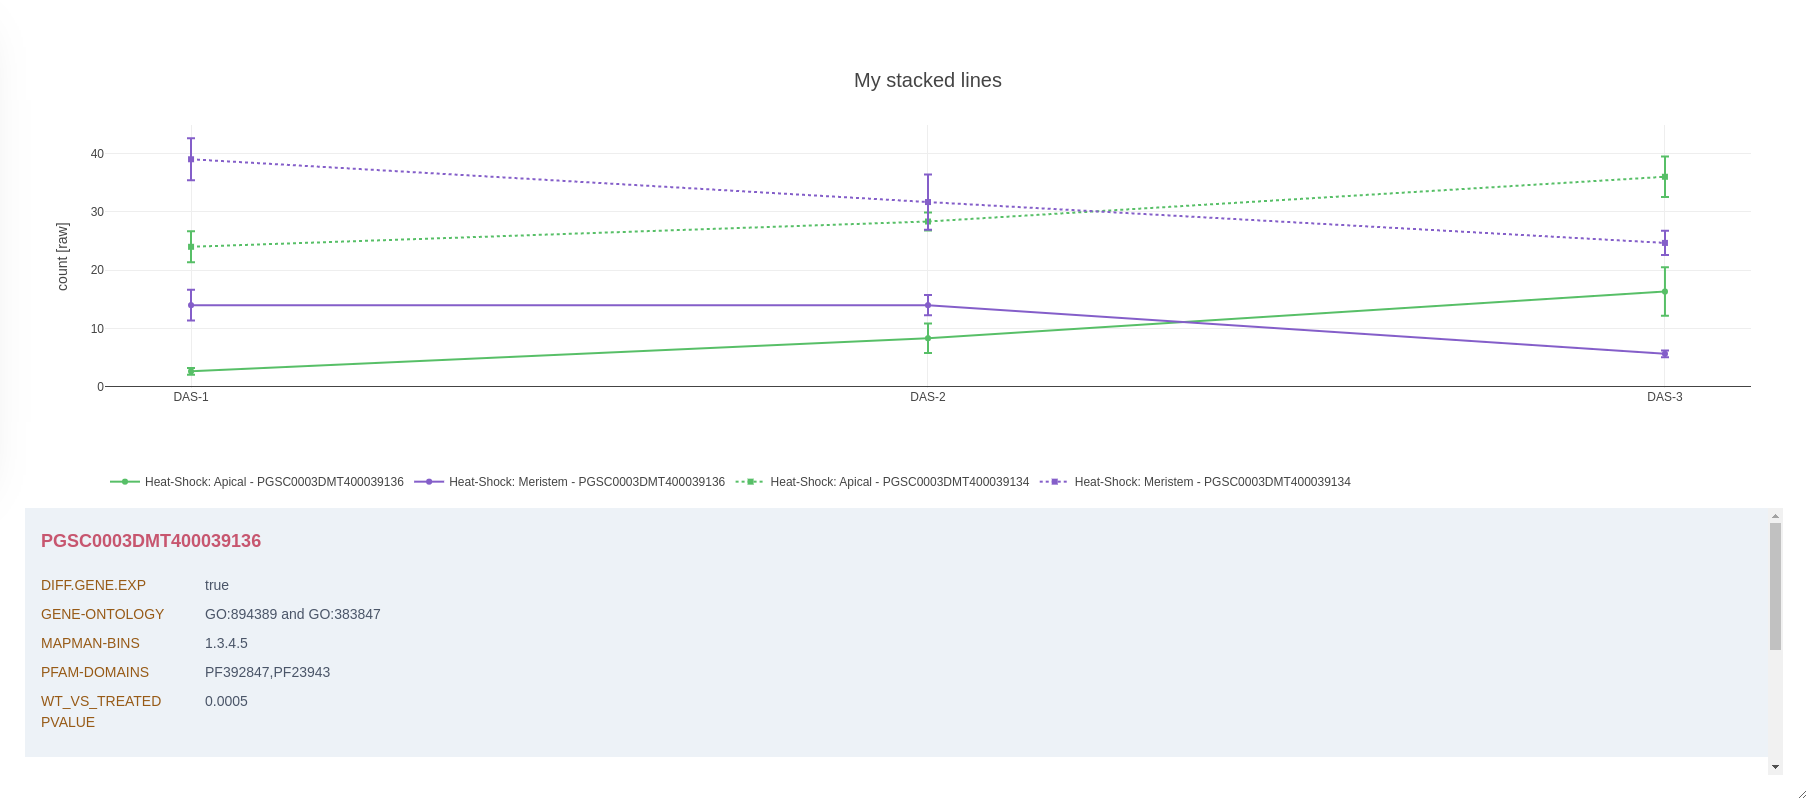 My stacked lines
count [raw]
40
30
20
10
0
DAS-1 DAS-2 DAS-3
Heat-Shock: Apical - PGSC0003DMT400039136 Heat-Shock: Meristem - PGSC0003DMT400039136 Heat-Shock: Apical - PGSC0003DMT400039134 Heat-Shock: Meristem - PGSC0003DMT400039134
PGSC0003DMT400039136
DIFF.GENE.EXP true
GENE-ONTOLOGY GO:894389 and GO:383847
MAPMAN-BINS 1.3.4.5
PFAM-DOMAINS PF392847,PF23943
WT_VS_TREATED 0.0005
PVALUE